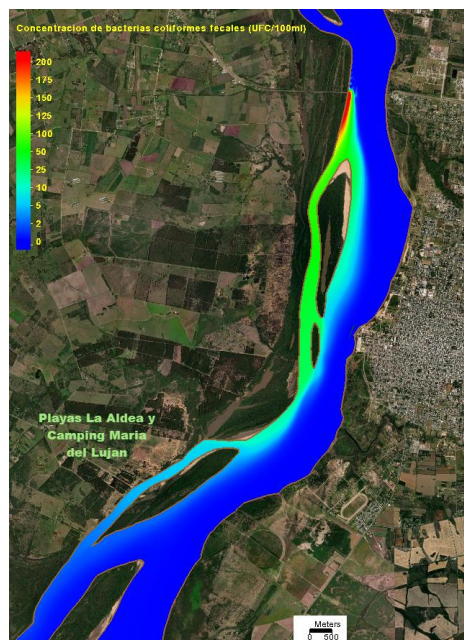 Concentracion de bacterias coliformes fecales (UFC/100ml)
200
175
150
125
100
50
25
10
5
2
0
Playas La Aldea y
Camping Maria
del Lujan
Meters
0 500